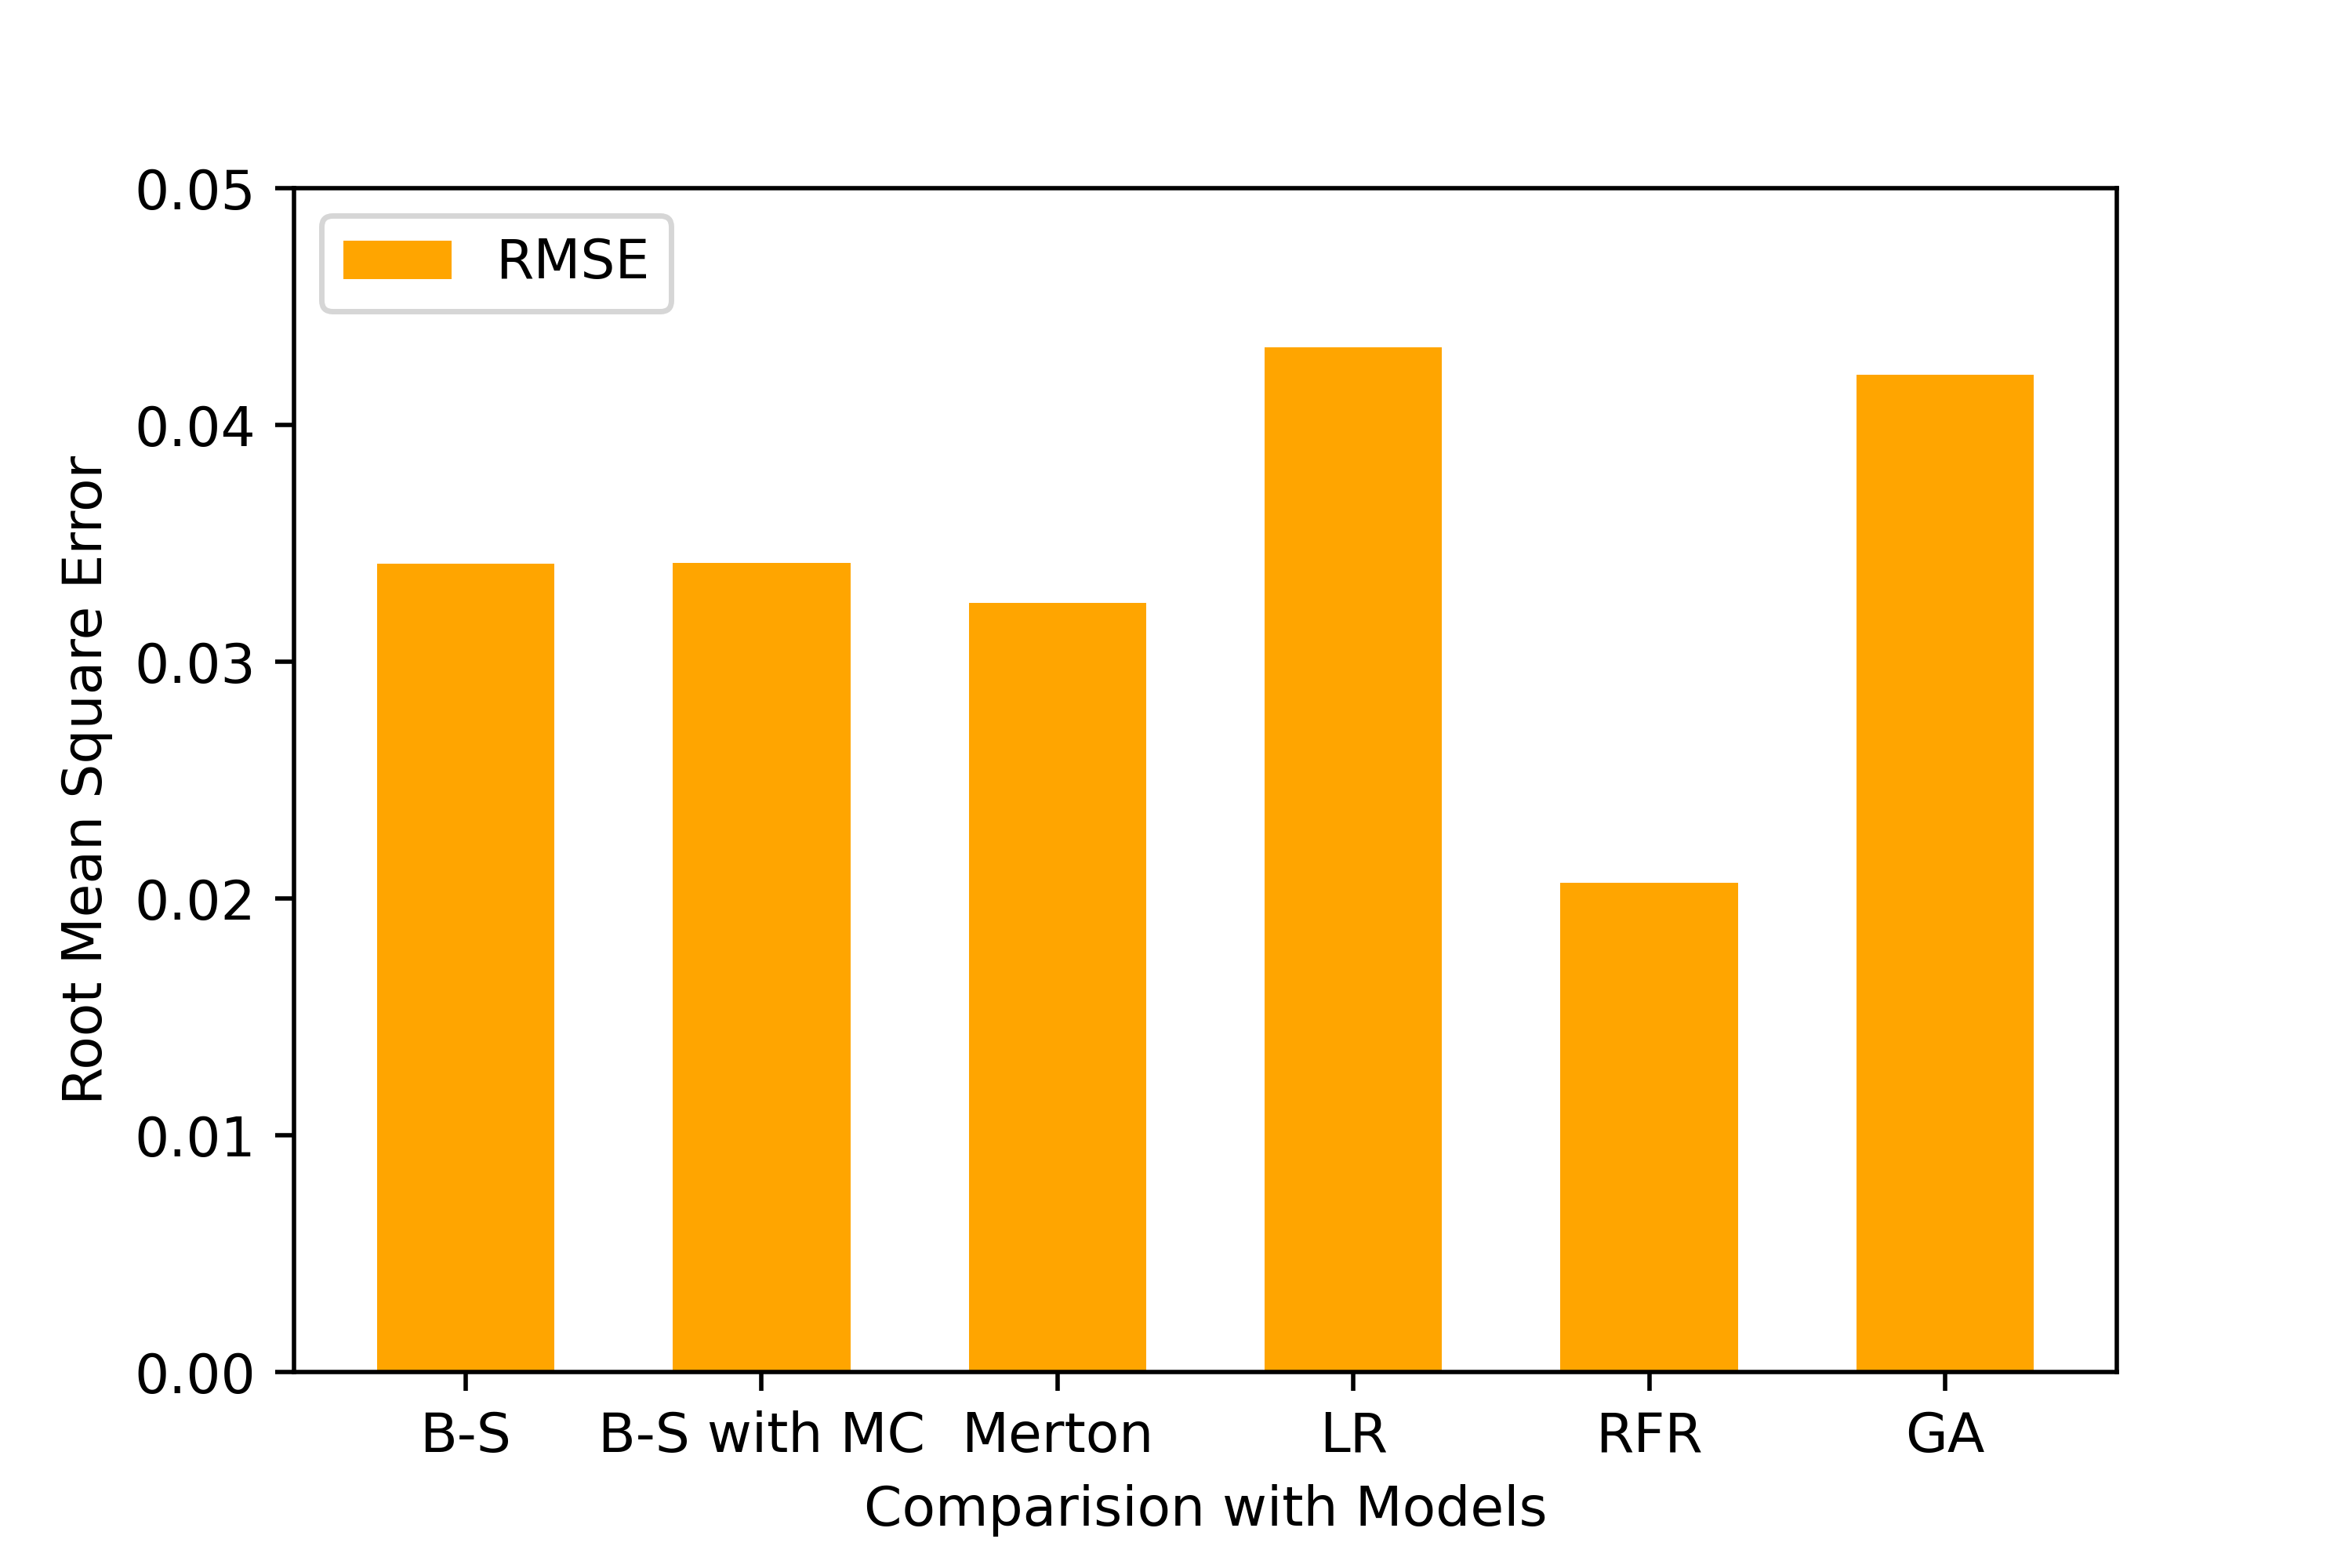 RMSE
Root Mean Square Error
0.05
0.04
0.03
0.02
0.01
0.00
B-S B-S with MC Merton LR RFR GA
Comparision with Models